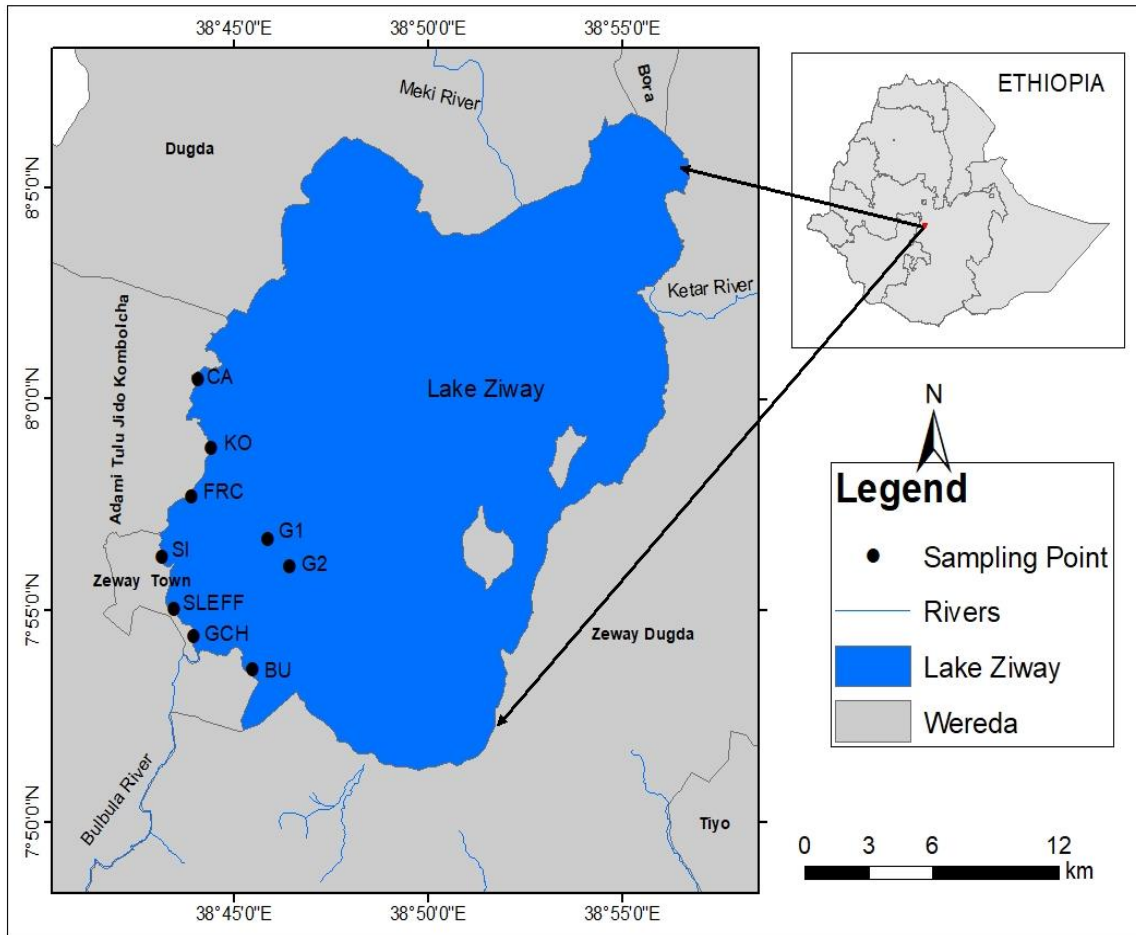 38°45'0"E
38°50'0"E
38°55'0"E
Bora
Meki River
ETHIOPIA
Dugda
8°5'0"N
Ketar River
Adami Tulu Jido Kombolcha
CA
Lake Ziway
8°0'0"N
KO
N
FRC
Legend
G1
Sampling Point
SI
G2
Zeway Town
Rivers
SLEFF
7°55'0"N
GCH
Zeway Dugda
BU
Lake Ziway
Wereda
Bulbula River
7°50'0"N
Tiyo
0 3 6 12
km
38°45'0"E
38°50'0"E
38°55'0"E